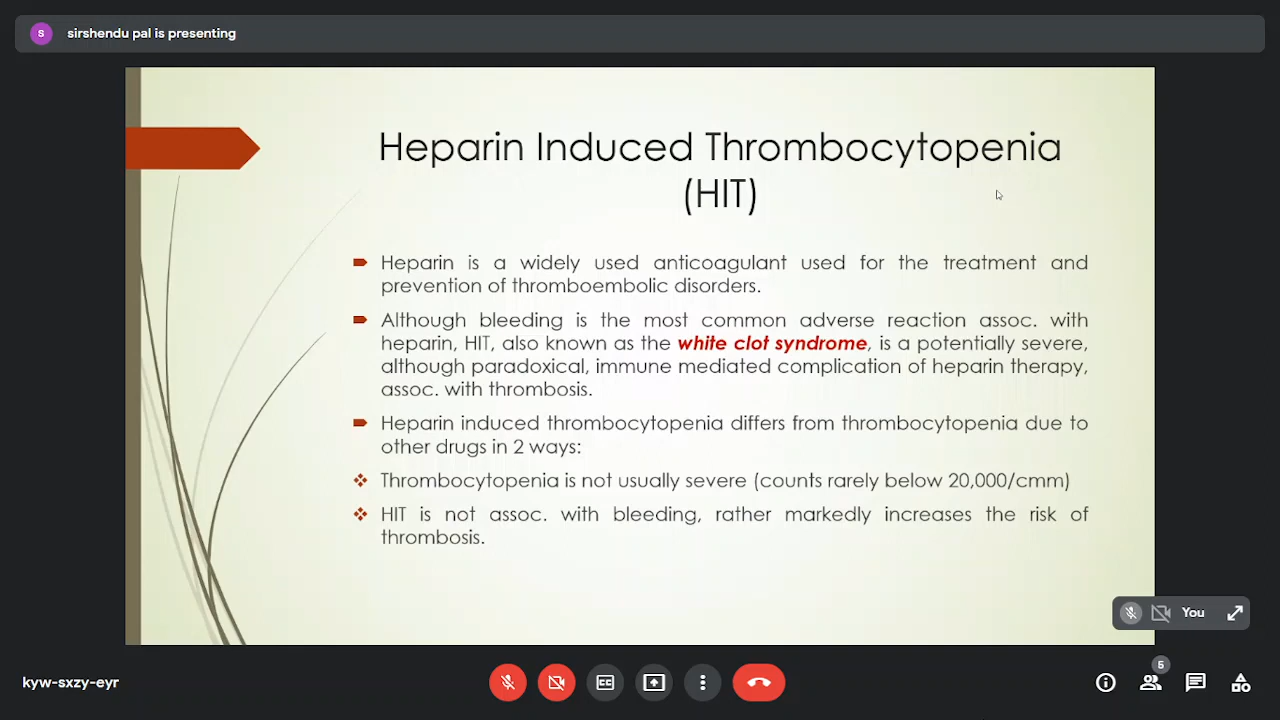 S sirshendu pal is presenting
Heparin Induced Thrombocytopenia
(HIT)
Heparin is a widely used anticoagulant used for the treatment and
prevention of thromboembolic disorders.
Although bleeding is the most common adverse reaction assoc. with
heparin, HIT, also known as the white clot syndrome, is a potentially severe,
although paradoxical, immune mediated complication of heparin therapy,
assoc. with thrombosis.
Heparin induced thrombocytopenia differs from thrombocytopenia due to
other drugs in 2 ways:
Thrombocytopenia is not usually severe (counts rarely below 20,000/cmm)
HIT is not assoc. with bleeding, rather markedly increases the risk of
thrombosis.
You
kyw-sxzy-eyr
CC
5